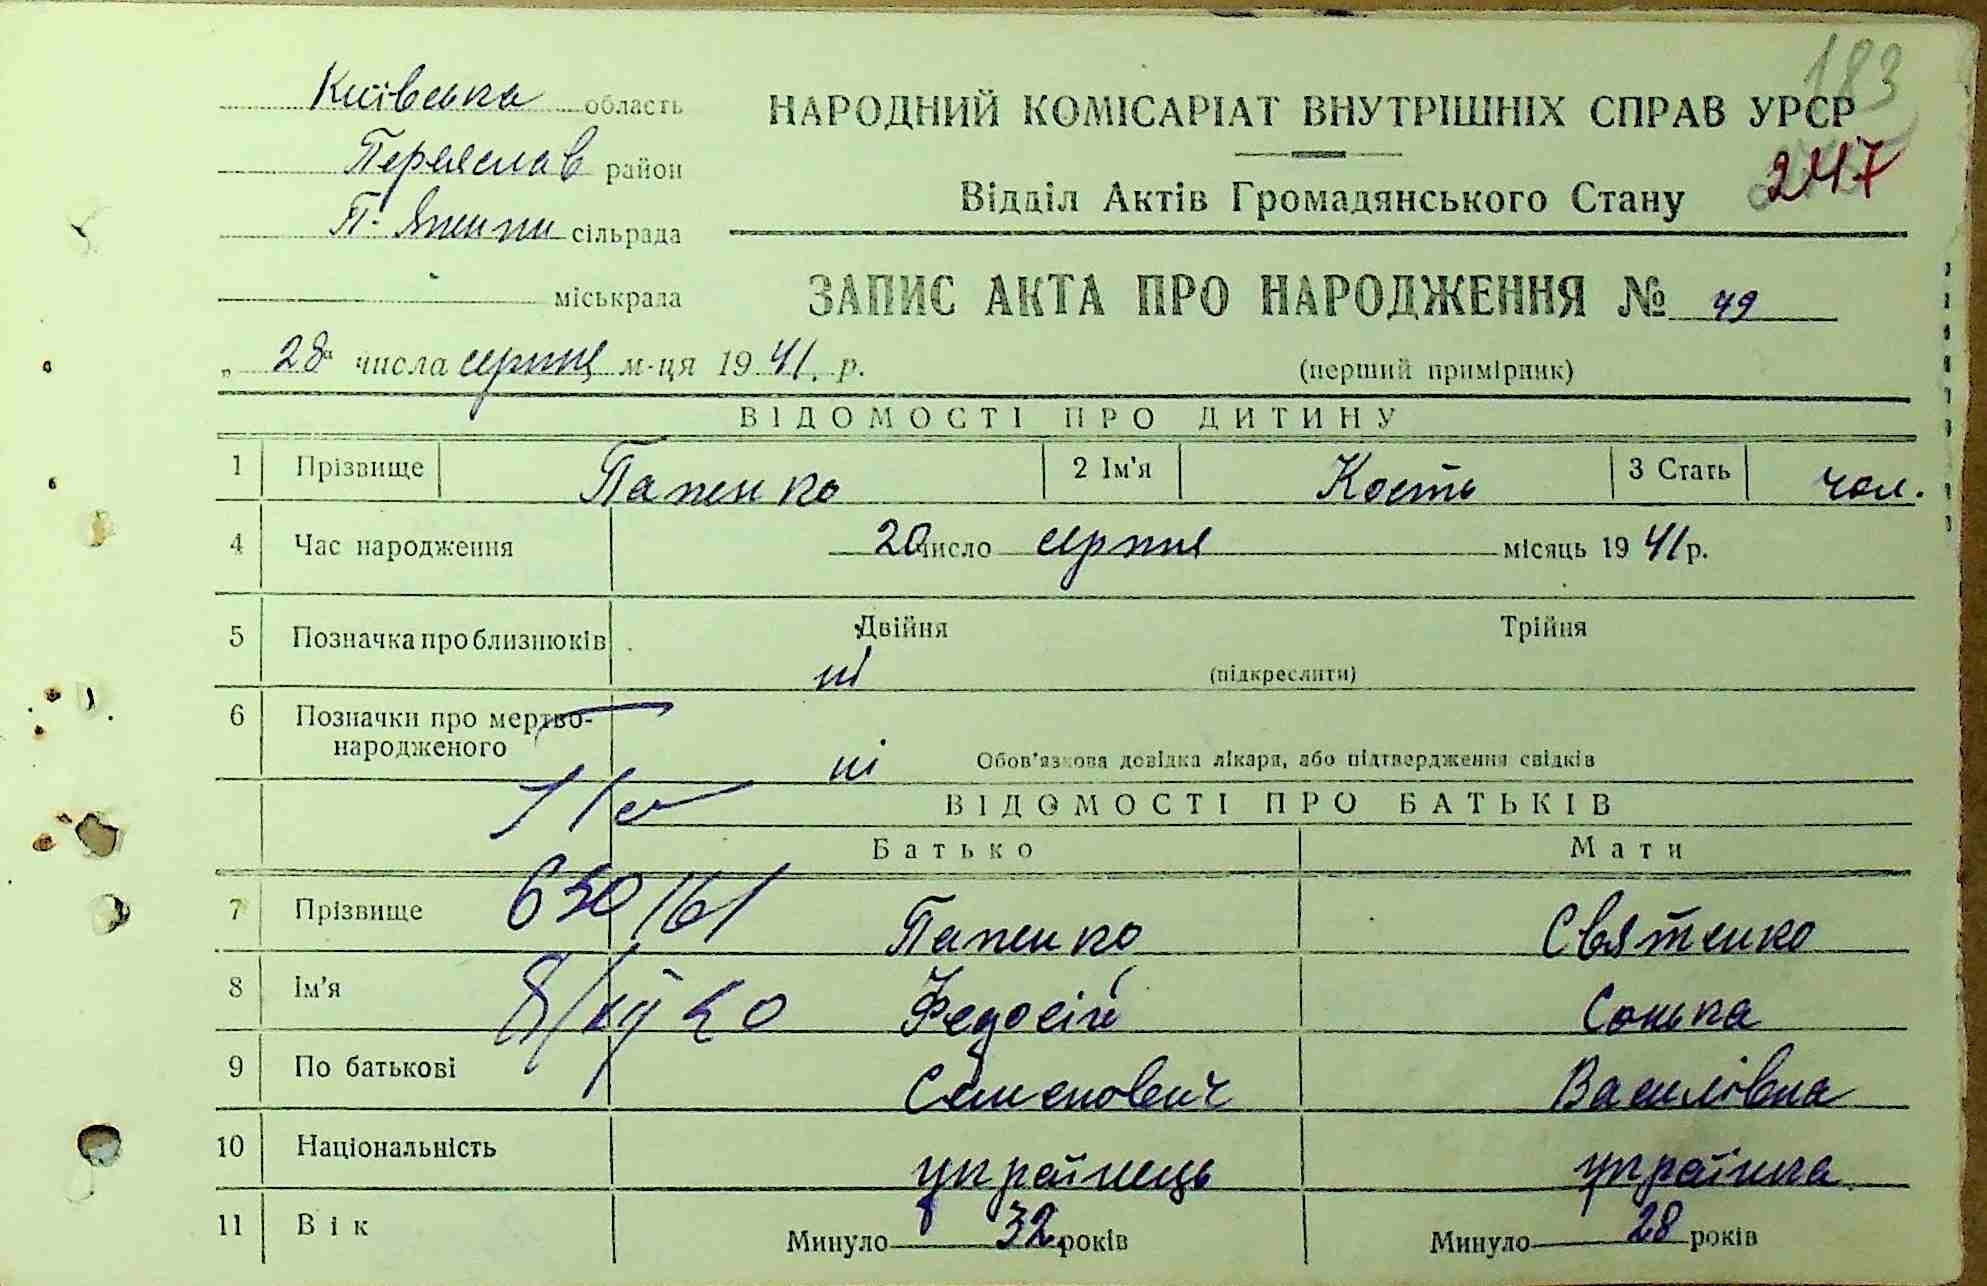 183
Київська область
НАРОДНИЙ КОМІСАРІАТ ВНУТРІШНІХ СПРАВ УРСР
Переяслав район
247
Відділ Актів Громадянського Стану
П- сільрада
міськрада
ЗАПИС АКТА ПРО НАРОДЖЕННЯ № 49
„ 28" числа серпня м-ця 1941. р.
(перший примірник)
ВІДОМОСТІ ПРО ДИТИНУ
1 Прізвище Папенко 2 Ім'я Кость 3 Стать чол.
4 Час народження 20 число серпня місяць 1941 р.
5 Позначка про близнюків Двійня Трійня
ні (підкреслити)
6 Позначки про мертво-
народженого ні Обов'язкова довідка лікаря, або підтвердження свідків
ВІДОМОСТІ ПРО БАТЬКІВ
Батько Мати
7 Прізвище Папенко Святенко
8 Ім'я Федосій Сонька
9 По батькові Семенович Василівна
10 Національність українець українка
11 Вік Минуло 32 років Минуло 28 років